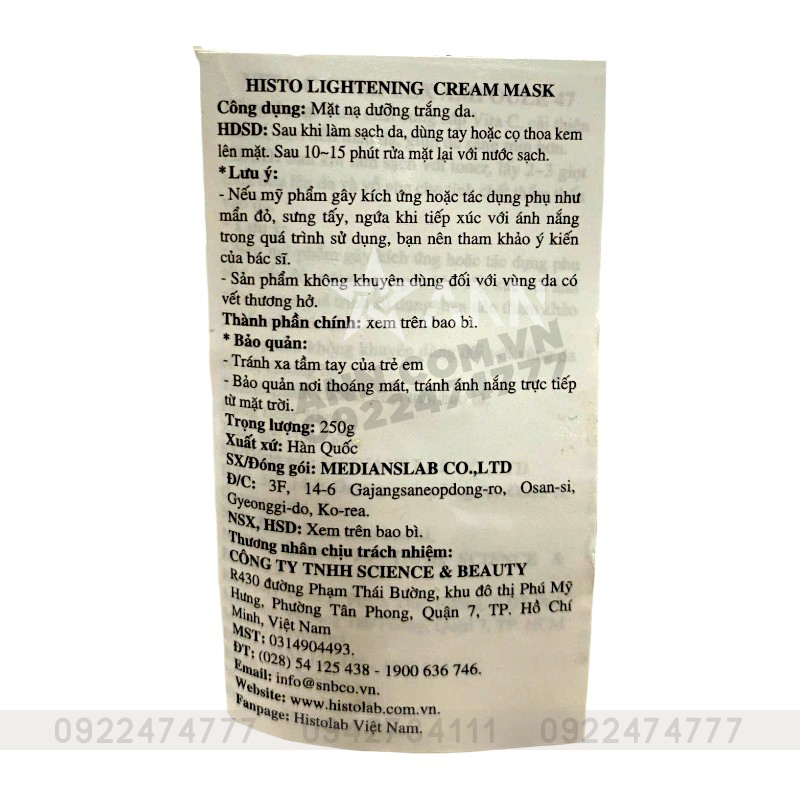 HISTO LIGHTENING CREAM MASK
Công dụng: Mặt nạ dưỡng trắng da.
HDSD: Sau khi làm sạch da, dùng tay hoặc cọ thoa kem
lên mặt. Sau 10~15 phút rửa mặt lại với nước sạch.
*Lưu ý:
- Nếu mỹ phẩm gây kích ứng hoặc tác dụng phụ như
mẩn đỏ, sưng tấy, ngứa khi tiếp xúc với ánh nắng
trong quá trình sử dụng, bạn nên tham khảo ý kiến
của bác sĩ.
- Sản phẩm không khuyên dùng đối với vùng da có
vết thương hở.
Thành phần chính: xem trên bao bì.
* Bảo quản:
- Tránh xa tầm tay của trẻ em
- Bảo quản nơi thoáng mát, tránh ánh nắng trực tiếp
từ mặt trời.
Trọng lượng: 250g
Xuất xứ: Hàn Quốc
SX/Đóng gói: MEDIANSLAB CO.,LTD
Đ/C: 3F, 14-6 Gajangsaneopdong-ro, Osan-si,
Gyeonggi-do, Ko-rea.
NSX, HSD: Xem trên bao bì.
Thương nhân chịu trách nhiệm:
CÔNG TY TNHH SCIENCE & BEAUTY
R430 đường Phạm Thái Bường, khu đô thị Phú Mỹ
Hưng, Phường Tân Phong, Quận 7, TP. Hồ Chí
Minh, Việt Nam
MST: 0314904493.
ĐT: (028) 54 125 438 - 1900 636 746.
Email: info@snbco.vn.
Website: www.histolab.com.vn.
Fanpage: Histolab Việt Nam.
ANN.COM.VN
0922474777
0922474777 0942764111 0922474777